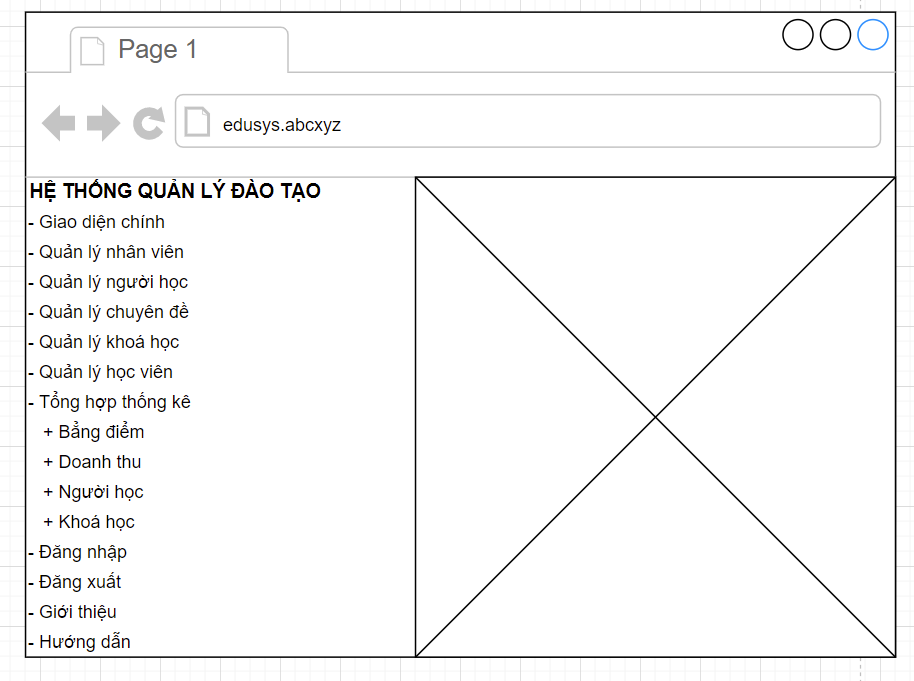 Page 1
edusys.abcxyz
HỆ THỐNG QUẢN LÝ ĐÀO TẠO
- Giao diện chính
- Quản lý nhân viên
- Quản lý người học
- Quản lý chuyên đề
- Quản lý khoá học
- Quản lý học viên
- Tổng hợp thống kê
+ Bảng điểm
+ Doanh thu
+ Người học
+ Khoá học
- Đăng nhập
- Đăng xuất
- Giới thiệu
- Hướng dẫn